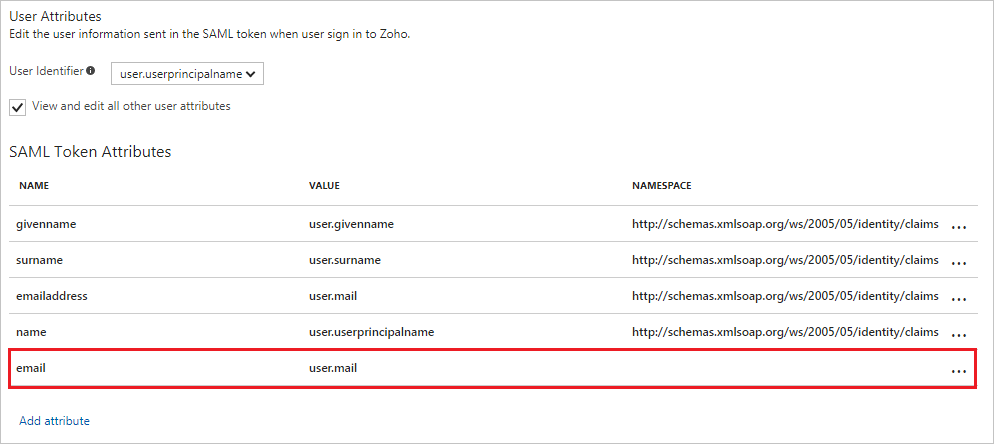 User Attributes
Edit the user information sent in the SAML token when user sign in to Zoho.
User Identifier user.userprincipalname
View and edit all other user attributes
SAML Token Attributes
NAME VALUE NAMESPACE
givenname user.givenname http://schemas.xmlsoap.org/ws/2005/05/identity/claims ...
surname user.surname http://schemas.xmlsoap.org/ws/2005/05/identity/claims ...
emailaddress user.mail http://schemas.xmlsoap.org/ws/2005/05/identity/claims ...
name user.userprincipalname http://schemas.xmlsoap.org/ws/2005/05/identity/claims ...
email user.mail ...
Add attribute